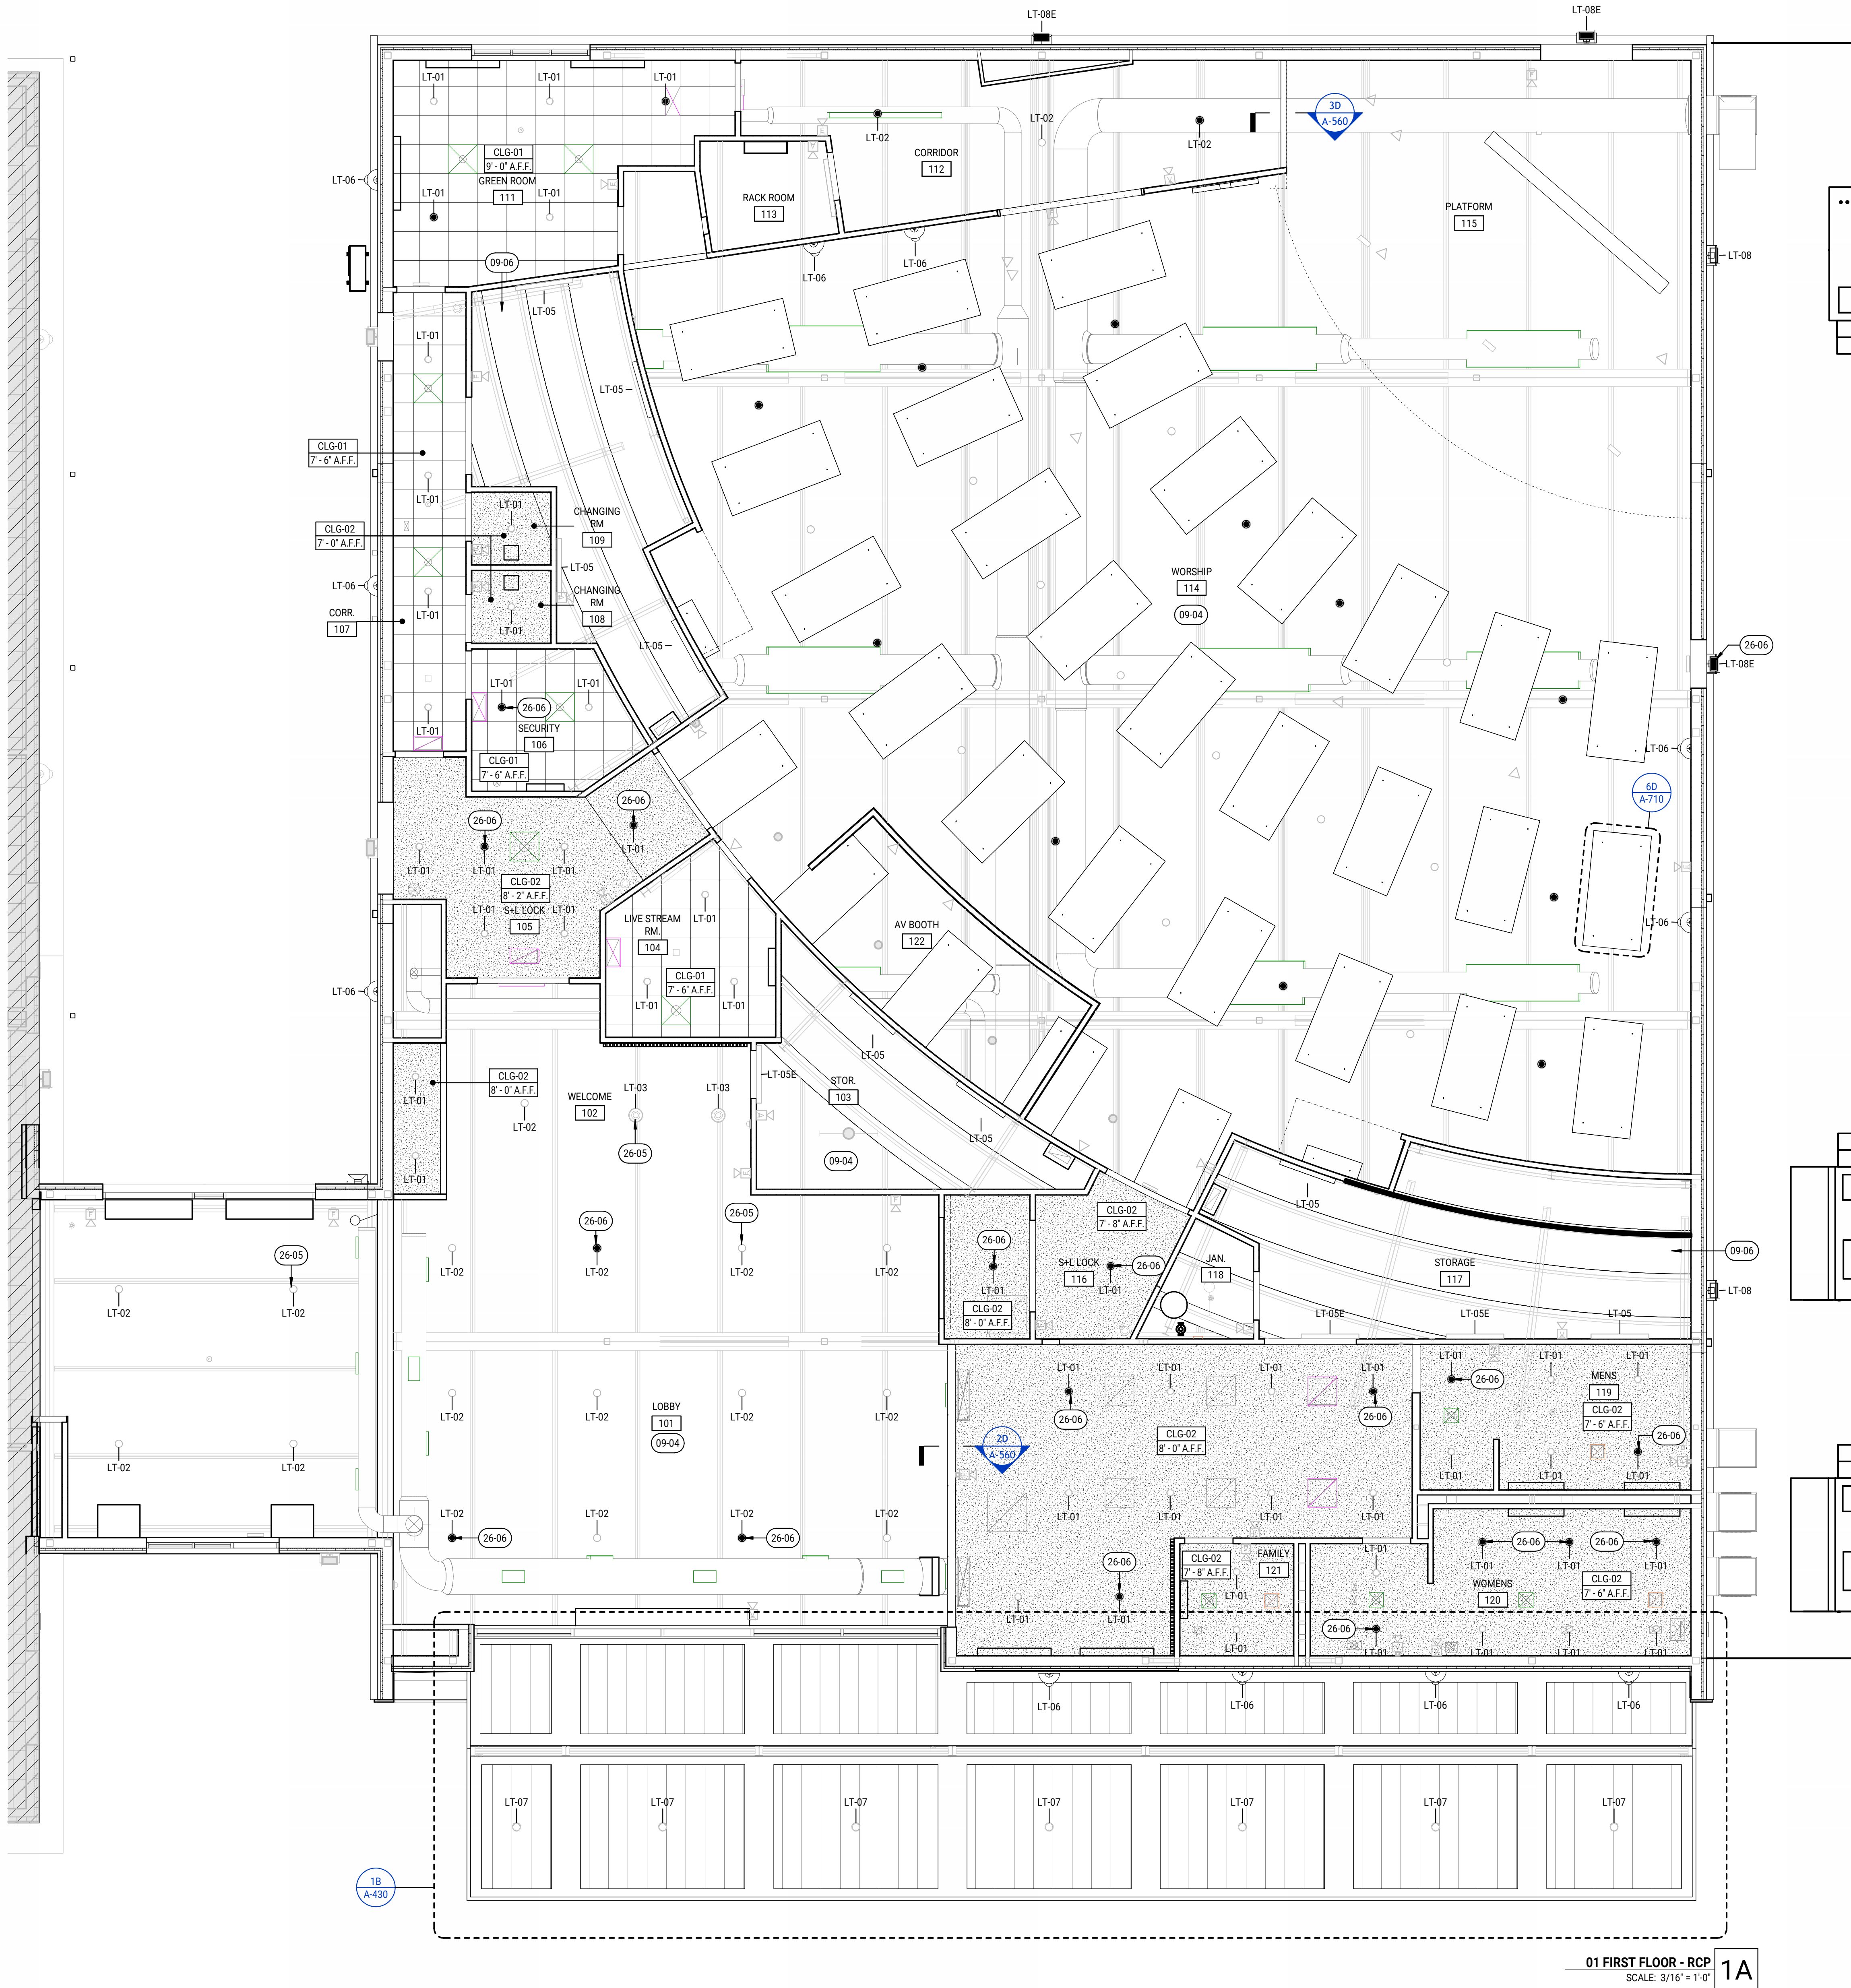 LT-08E
LT-08E
LT-01
LT-01
LT-01
LT-02
LT-02
LT-02
3D
A-560
CORRIDOR
112
CLG-01
9' - 0" A.F.F.
GREEN ROOM
111
LT-06
LT-01
LT-01
RACK ROOM
113
PLATFORM
115
LT-06
LT-06
LT-08
09-06
LT-05
LT-01
LT-05
CLG-01
7' - 6" A.F.F.
LT-01
LT-01
CHANGING
RM
109
CLG-02
7' - 0" A.F.F.
LT-05
WORSHIP
114
09-04
LT-06
CHANGING
RM
108
CORR.
107
LT-01
LT-01
LT-05
26-06
LT-08E
LT-01
LT-01
26-06
LT-01
SECURITY
106
CLG-01
7' - 6" A.F.F.
LT-06
6D
A-710
26-06
26-06
LT-01
LT-01
LT-01
LT-01
CLG-02
8' - 2" A.F.F.
LT-01
S+L LOCK
LT-01
105
LIVE STREAM
RM.
104
LT-01
AV BOOTH
122
LT-06
CLG-01
7' - 6" A.F.F.
LT-06
LT-01
LT-01
LT-05
CLG-02
8' - 0" A.F.F.
LT-01
LT-02
WELCOME
102
LT-03
LT-03
LT-05E
STOR.
103
LT-05
26-05
09-04
LT-01
LT-05
CLG-02
7' - 8" A.F.F.
26-06
26-05
26-06
26-05
LT-02
LT-02
LT-02
LT-02
LT-01
CLG-02
8' - 0" A.F.F.
S+L LOCK
116
26-06
LT-01
JAN.
118
STORAGE
117
09-06
LT-08
LT-02
LT-02
LT-05E
LT-05E
LT-05
LT-01
LT-01
LT-01
LT-01
LT-01
LT-01
LT-01
26-06
MENS
119
CLG-02
7' - 6" A.F.F.
LT-02
LT-02
LT-02
LT-02
LOBBY
101
09-04
26-06
26-06
CLG-02
8' - 0" A.F.F.
26-06
2D
A-560
LT-02
LT-02
LT-01
LT-01
LT-01
LT-02
LT-02
LT-02
LT-02
LT-01
LT-01
LT-01
LT-01
26-06
26-06
26-06
26-06
26-06
CLG-02
7' - 8" A.F.F.
FAMILY
121
LT-01
LT-01
LT-01
LT-01
CLG-02
7' - 6" A.F.F.
WOMENS
120
LT-01
LT-01
LT-01
26-06
LT-01
LT-01
LT-01
LT-01
LT-01
LT-06
LT-06
LT-06
LT-06
LT-07
LT-07
LT-07
LT-07
LT-07
LT-07
LT-07
1B
A-430
01 FIRST FLOOR - RCP
SCALE: 3/16" = 1'-0"
1A